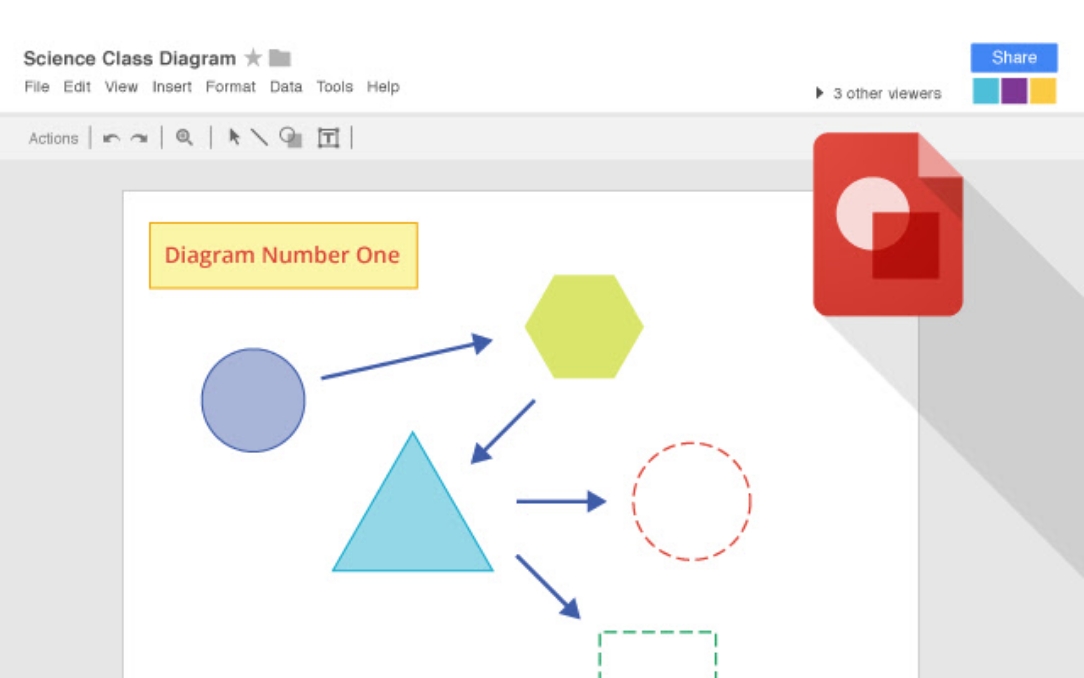 Science Class Diagram
Share
File Edit View Insert Format Data Tools Help
3 other viewers
Actions
T
Diagram Number One